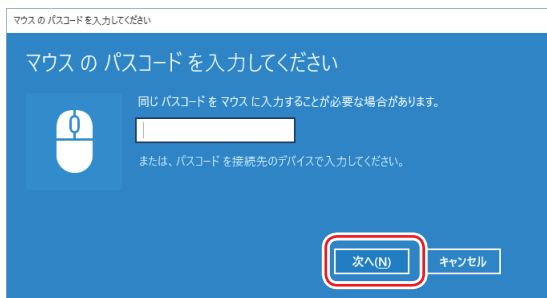 マウス の パスコード を入力してください
マウス の パスコード を入力してください
同じ パスコード を マウス に入力することが必要な場合があります。
または、パスコード を接続先のデバイスで入力してください。
次へ(N)
キャンセル